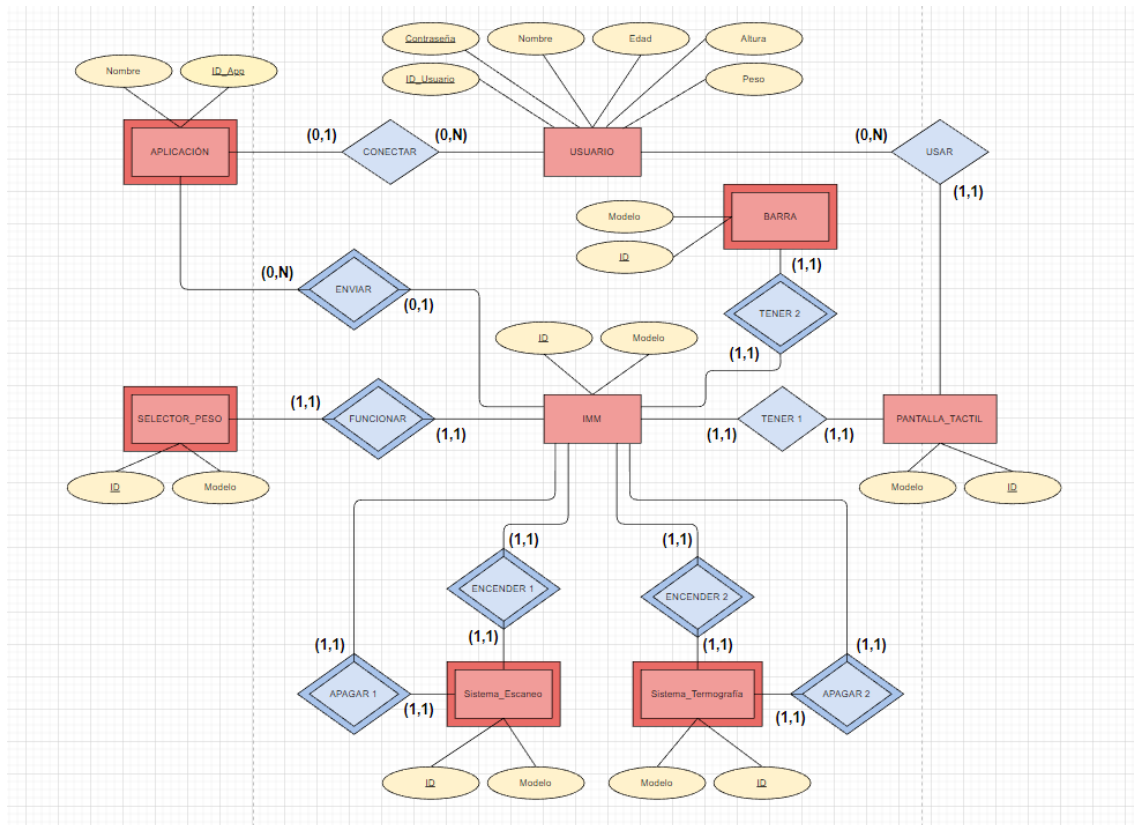 Contraseña
Nombre
Edad
Altura
Nombre
ID_App
ID_Usuario
Peso
APLICACIÓN
(0,1)
CONECTAR
(0,N)
USUARIO
(0,N)
USAR
(1,1)
Modelo
BARRA
ID
(1,1)
(0,N)
ENVIAR
(0,1)
TENER 2
ID
Modelo
(1,1)
SELECTOR_PESO
(1,1)
FUNCIONAR
(1,1)
IMM
(1,1)
TENER 1
(1,1)
PANTALLA_TACTIL
ID
Modelo
Modelo
ID
(1,1)
(1,1)
ENCENDER 1
ENCENDER 2
(1,1)
(1,1)
(1,1)
(1,1)
APAGAR 1
(1,1)
Sistema_Escaneo
Sistema_Termografía
(1,1)
APAGAR 2
ID
Modelo
Modelo
ID